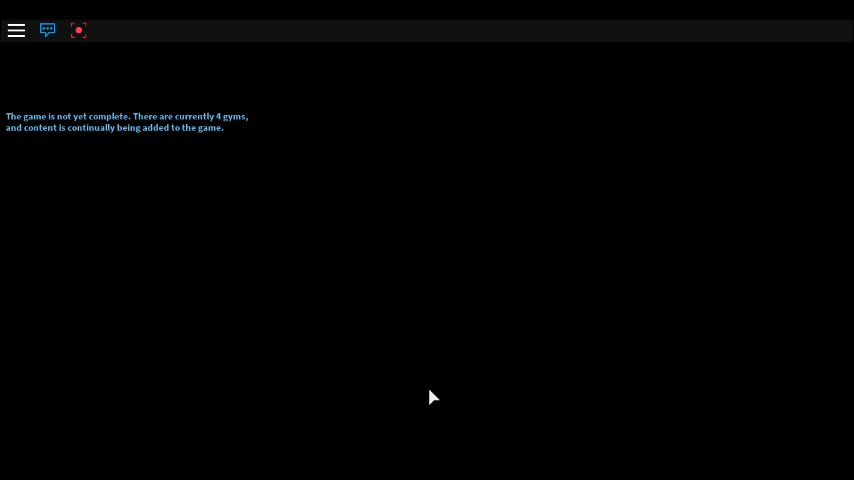 The game is not yet complete. There are currently 4 gyms,
and content is continually being added to the game.